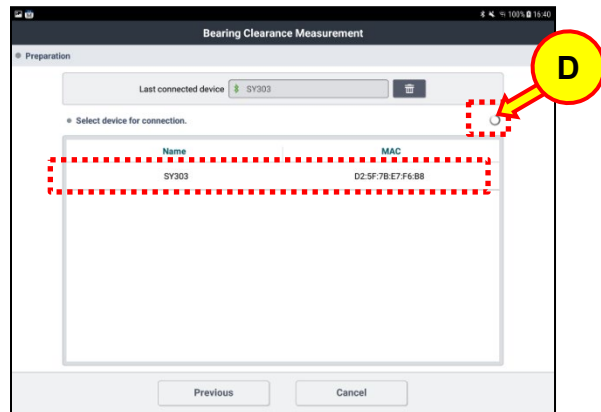 100% 16:40
Bearing Clearance Measurement
Preparation
D
Last connected device SY303
Select device for connection.
Name MAC
SY303 D2:5F:7B:E7:F6:B8
Previous Cancel